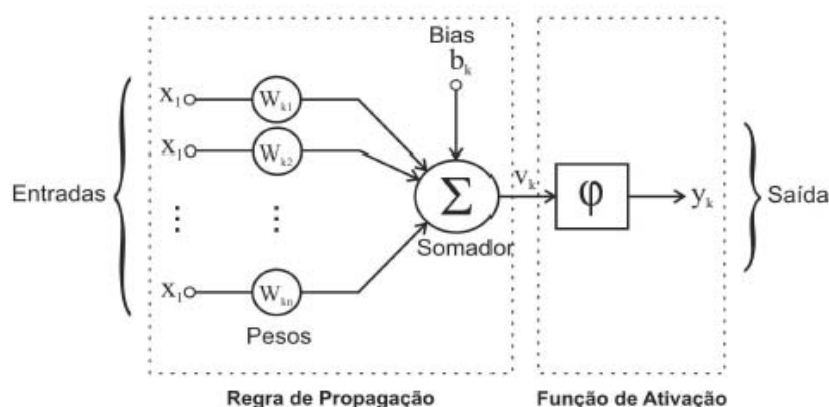 Bias
b_k
x_1 W_k1
x_1 W_k2
Entradas
Σ v_k φ y_k
Saída
Somador
x_1 W_kn
Pesos
Regra de Propagação
Função de Ativação